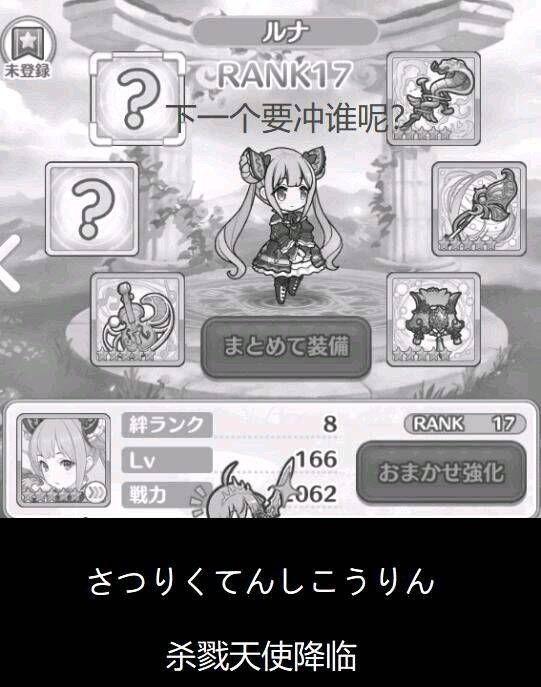 ルナ
未登録
RANK17
下一个要冲谁呢?
まとめて装備
絆ランク 8
RANK 17
Lv 166
おまかせ強化
戦力 062
さつりくてんしこうりん
杀戮天使降临